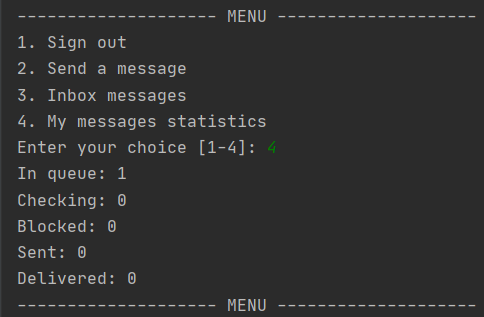 -------------------- MENU --------------------
1. Sign out
2. Send a message
3. Inbox messages
4. My messages statistics
Enter your choice [1-4]: 4
In queue: 1
Checking: 0
Blocked: 0
Sent: 0
Delivered: 0
-------------------- MENU --------------------